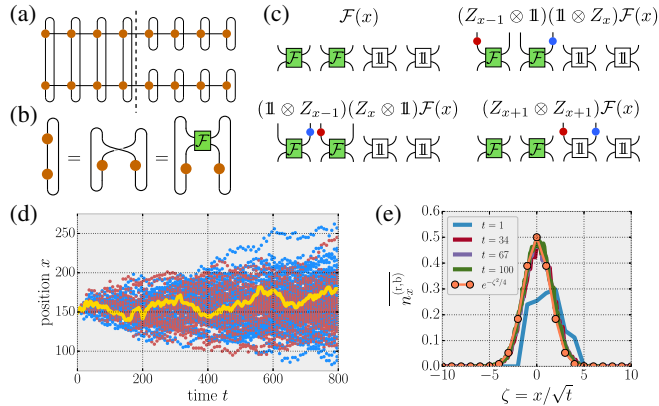 (a)
(b)
= =
ℱ
(c)
ℱ(x)
ℱ ℱ 𝟙 𝟙
(Z_{x−1} ⊗ 𝟙)(𝟙 ⊗ Z_x)ℱ(x)
ℱ ℱ 𝟙 𝟙
(𝟙 ⊗ Z_{x−1})(Z_x ⊗ 𝟙)ℱ(x)
ℱ ℱ 𝟙 𝟙
(Z_{x+1} ⊗ Z_{x+1})ℱ(x)
ℱ ℱ 𝟙 𝟙
(d)
position x
250
200
150
100
0 200 400 600 800
time t
(e)
n_x^{(r,b)}
0.6
0.5
0.4
0.3
0.2
0.1
0.0
t = 1
t = 34
t = 67
t = 100
e^{−ζ²/4}
−10 −5 0 5 10
ζ = x/√t